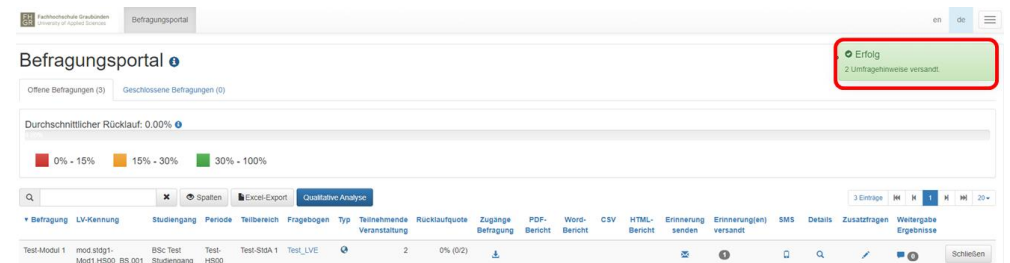 FH GR Fachhochschule Graubünden
University of Applied Sciences
Befragungsportal
en de
Befragungsportal
Erfolg
2 Umfragehinweise versandt.
Offene Befragungen (3) Geschlossene Befragungen (0)
Durchschnittlicher Rücklauf: 0.00%
0% - 15% 15% - 30% 30% - 100%
Spalten Excel-Export Qualitative Analyse 3 Einträge 1 20
Befragung LV-Kennung Studiengang Periode Teilbereich Fragebogen Typ Teilnehmende Rücklaufquote Zugänge PDF- Word- CSV HTML- Erinnerung Erinnerung(en) SMS Details Zusatzfragen Weitergabe
Veranstaltung Befragung Bericht Bericht Bericht senden versandt Ergebnisse
Test-Modul 1 mod.stdg1- BSc Test Test- Test-StdA 1 Test_LVE 2 0% (0/2) 1 0 Schließen
Mod1.HS00_BS.001 Studiengang HS00